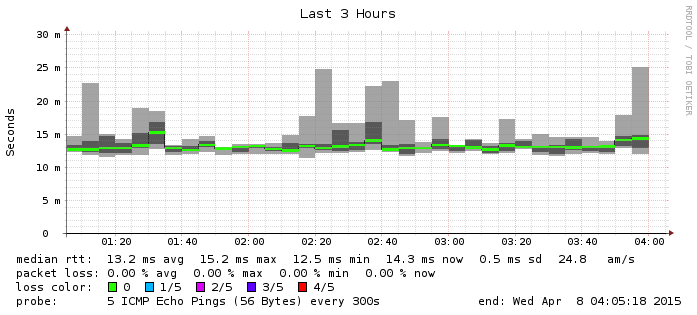 Last 3 Hours
RRDTOOL / TOBI OETIKER
Seconds
30 m
25 m
20 m
15 m
10 m
5 m
0
01:20 01:40 02:00 02:20 02:40 03:00 03:20 03:40 04:00
median rtt: 13.2 ms avg 15.2 ms max 12.5 ms min 14.3 ms now 0.5 ms sd 24.8 am/s
packet loss: 0.00 % avg 0.00 % max 0.00 % min 0.00 % now
loss color: 0 1/5 2/5 3/5 4/5
probe: 5 ICMP Echo Pings (56 Bytes) every 300s end: Wed Apr 8 04:05:18 2015